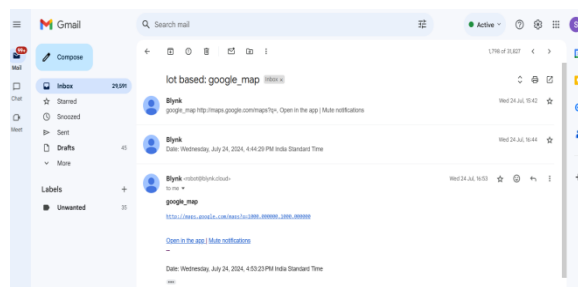 Gmail
Search mail
Active
99+
Mail
Compose
1,798 of 31,827
Inbox 29,591
lot based: google_map Inbox x
Chat
Starred
Blynk
Wed 24 Jul, 15:42
google_map http://maps.google.com/maps?q=, Open in the app | Mute notifications
Snoozed
Meet
Sent
Blynk
Wed 24 Jul, 16:44
Drafts 45
Date: Wednesday, July 24, 2024, 4:44:29 PM India Standard Time
More
Blynk <robot@blynk.cloud>
Wed 24 Jul, 16:53
to me
Labels +
google_map
Unwanted 35
http://maps.google.com/maps?q=1000.000000,1000.000000
Open in the app | Mute notifications
--
Date: Wednesday, July 24, 2024, 4:53:23 PM India Standard Time